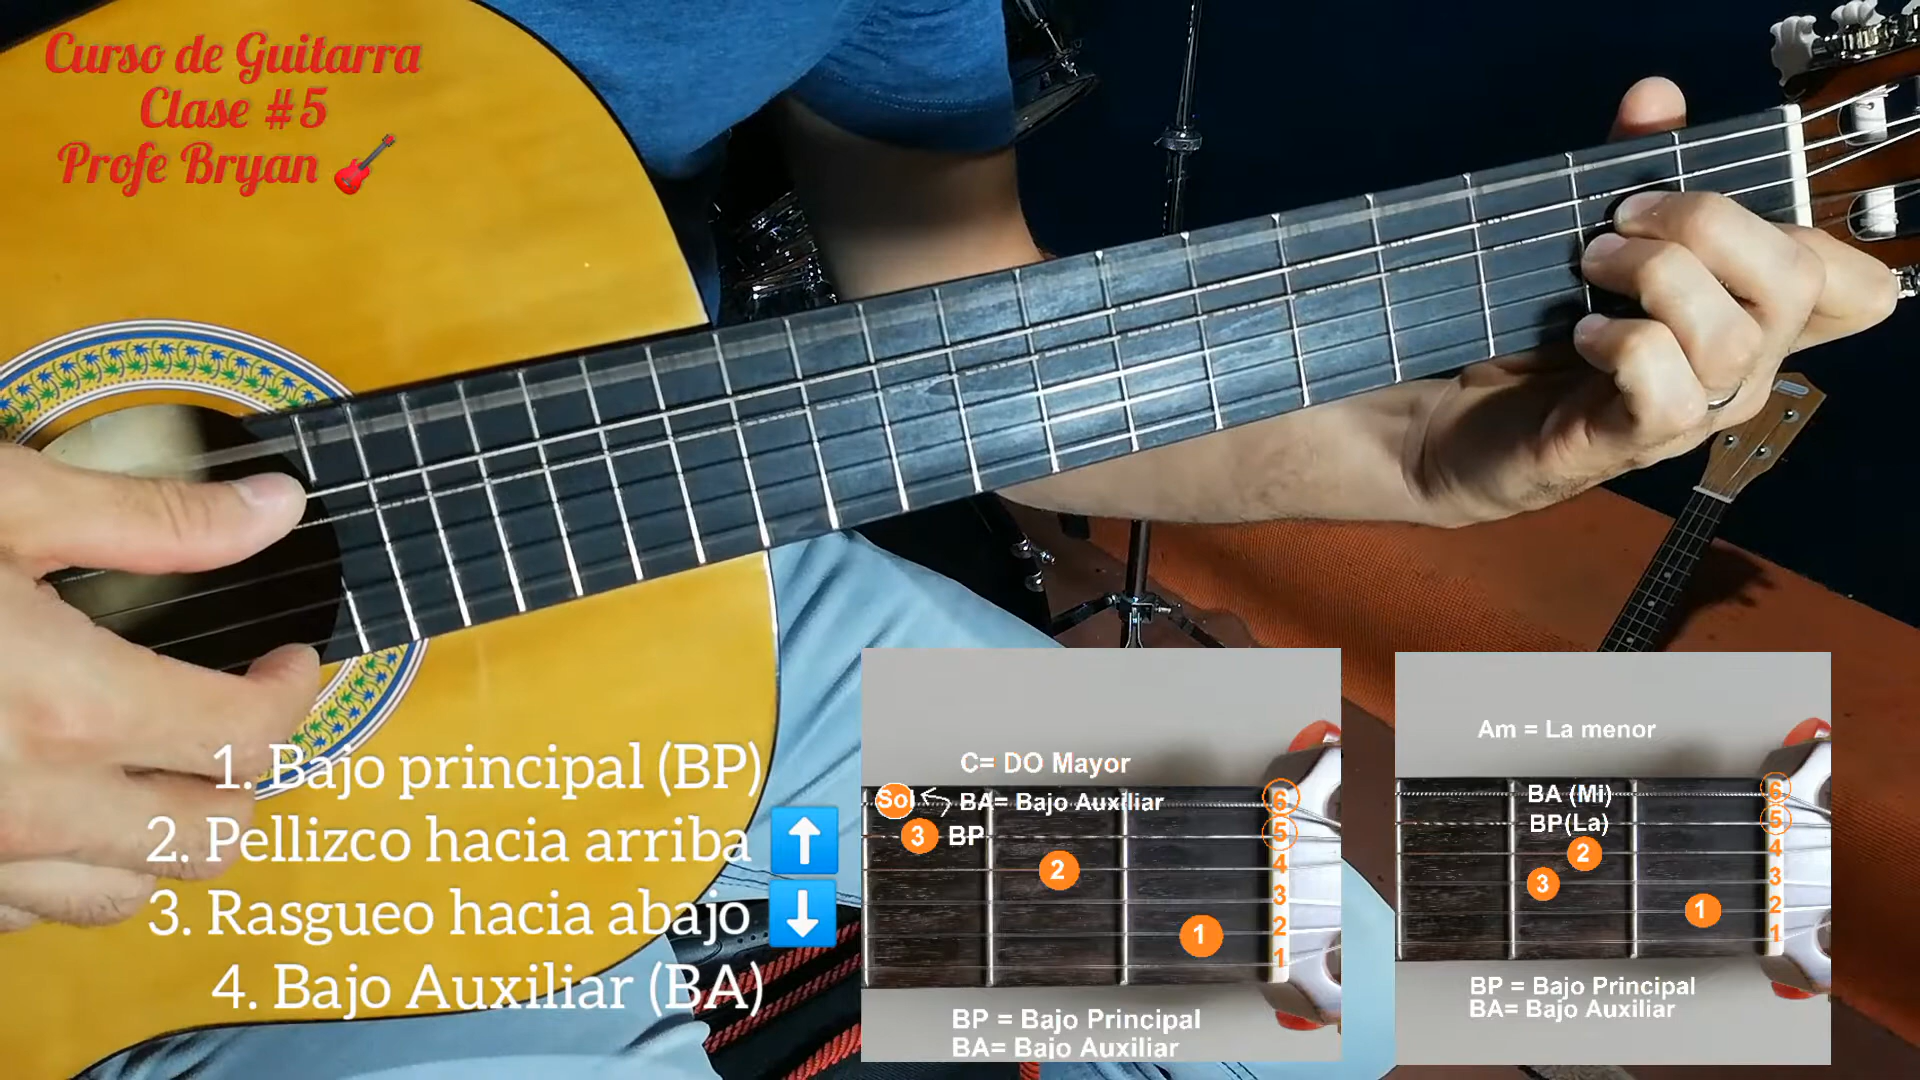 Curso de Guitarra
Clase #5
Profe Bryan
1. Bajo principal (BP)
2. Pellizco hacia arriba
3. Rasgueo hacia abajo
4. Bajo Auxiliar (BA)
C= DO Mayor
Sol BA= Bajo Auxiliar 6
3 BP 5
2 4
3
1 2
1
BP = Bajo Principal
BA= Bajo Auxiliar
Am = La menor
BA (Mi) 6
BP(La) 5
2 4
3 3
1 2
1
BP = Bajo Principal
BA= Bajo Auxiliar